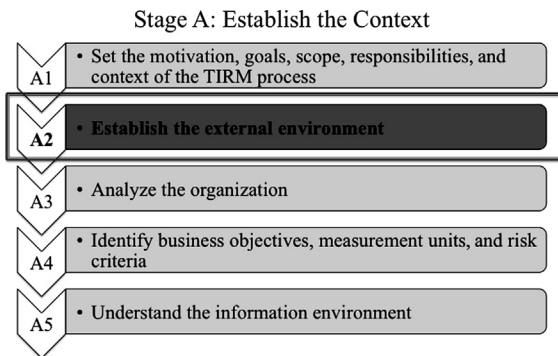 Stage A: Establish the Context
A1
• Set the motivation, goals, scope, responsibilities, and
context of the TIRM process
A2
• Establish the external environment
A3
• Analyze the organization
A4
• Identify business objectives, measurement units, and risk
criteria
A5
• Understand the information environment